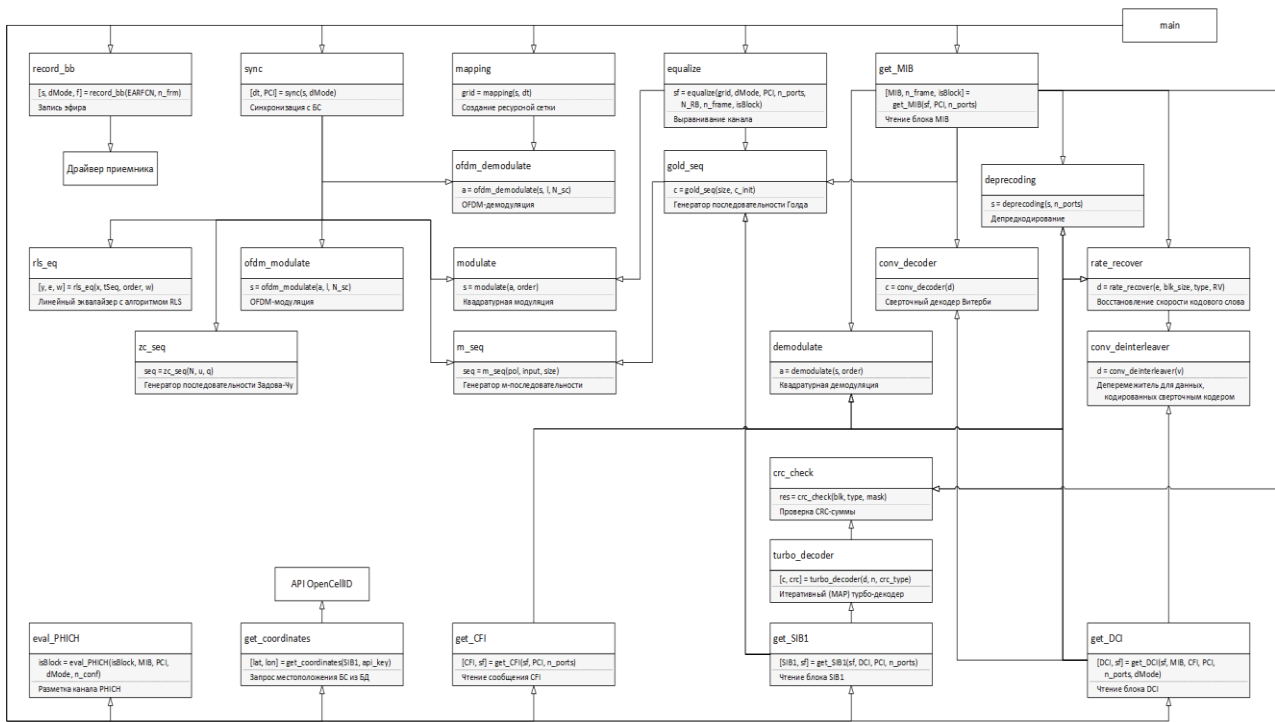 main
record_bb
[s, dMode, f] = record_bb(EARFCN, n_frm)
Запись эфира
sync
[dt, PCI] = sync(s, dMode)
Синхронизация с БС
mapping
grid = mapping(s, dt)
Создание ресурсной сетки
equalize
sf = equalize(grid, dMode, PCI, n_ports,
N_RB, n_frame, isBlock)
Выравнивание канала
get_MIB
[MIB, n_frame, isBlock] =
get_MIB(sf, PCI, n_ports)
Чтение блока MIB
Драйвер приемника
ofdm_demodulate
a = ofdm_demodulate(s, l, N_sc)
OFDM-демодуляция
gold_seq
c = gold_seq(size, c_init)
Генератор последовательности Голда
deprecoding
s = deprecoding(s, n_ports)
Депредкодирование
rls_eq
[y, e, w] = rls_eq(x, tSeq, order, w)
Линейный эквалайзер с алгоритмом RLS
ofdm_modulate
s = ofdm_modulate(a, l, N_sc)
OFDM-модуляция
modulate
s = modulate(a, order)
Квадратурная модуляция
conv_decoder
c = conv_decoder(d)
Сверточный декодер Витерби
rate_recover
d = rate_recover(e, blk_size, type, RV)
Восстановление скорости кодового слова
zc_seq
seq = zc_seq(N, u, q)
Генератор последовательности Задова-Чу
m_seq
seq = m_seq(pol, input, size)
Генератор м-последовательности
demodulate
a = demodulate(s, order)
Квадратурная демодуляция
conv_deinterleaver
d = conv_deinterleaver(v)
Деперемежитель для данных,
кодированных сверточным кодером
crc_check
res = crc_check(blk, type, mask)
Проверка CRC-суммы
turbo_decoder
[c, crc] = turbo_decoder(d, n, crc_type)
Итеративный (MAP) турбо-декодер
API OpenCellID
eval_PHICH
isBlock = eval_PHICH(isBlock, MIB, PCI,
dMode, n_conf)
Разметка канала PHICH
get_coordinates
[lat, lon] = get_coordinates(SIB1, api_key)
Запрос местоположения БС из БД
get_CFI
[CFI, sf] = get_CFI(sf, PCI, n_ports)
Чтение сообщения CFI
get_SIB1
[SIB1, sf] = get_SIB1(sf, DCI, PCI, n_ports)
Чтение блока SIB1
get_DCI
[DCI, sf] = get_DCI(sf, MIB, CFI, PCI,
n_ports, dMode)
Чтение блока DCI